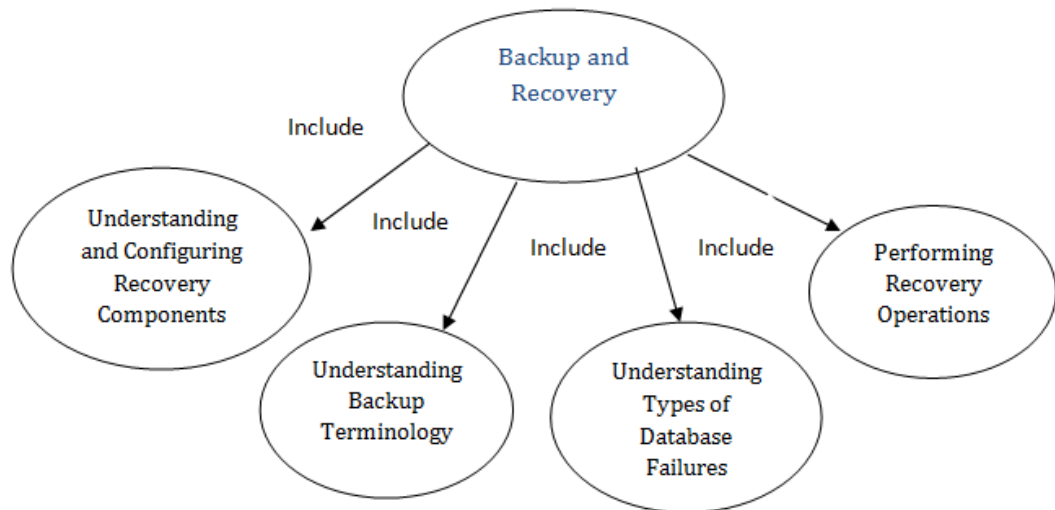 Backup and
Recovery
Include
Include
Include
Include
Understanding
and Configuring
Recovery
Components
Understanding
Backup
Terminology
Understanding
Types of
Database
Failures
Performing
Recovery
Operations